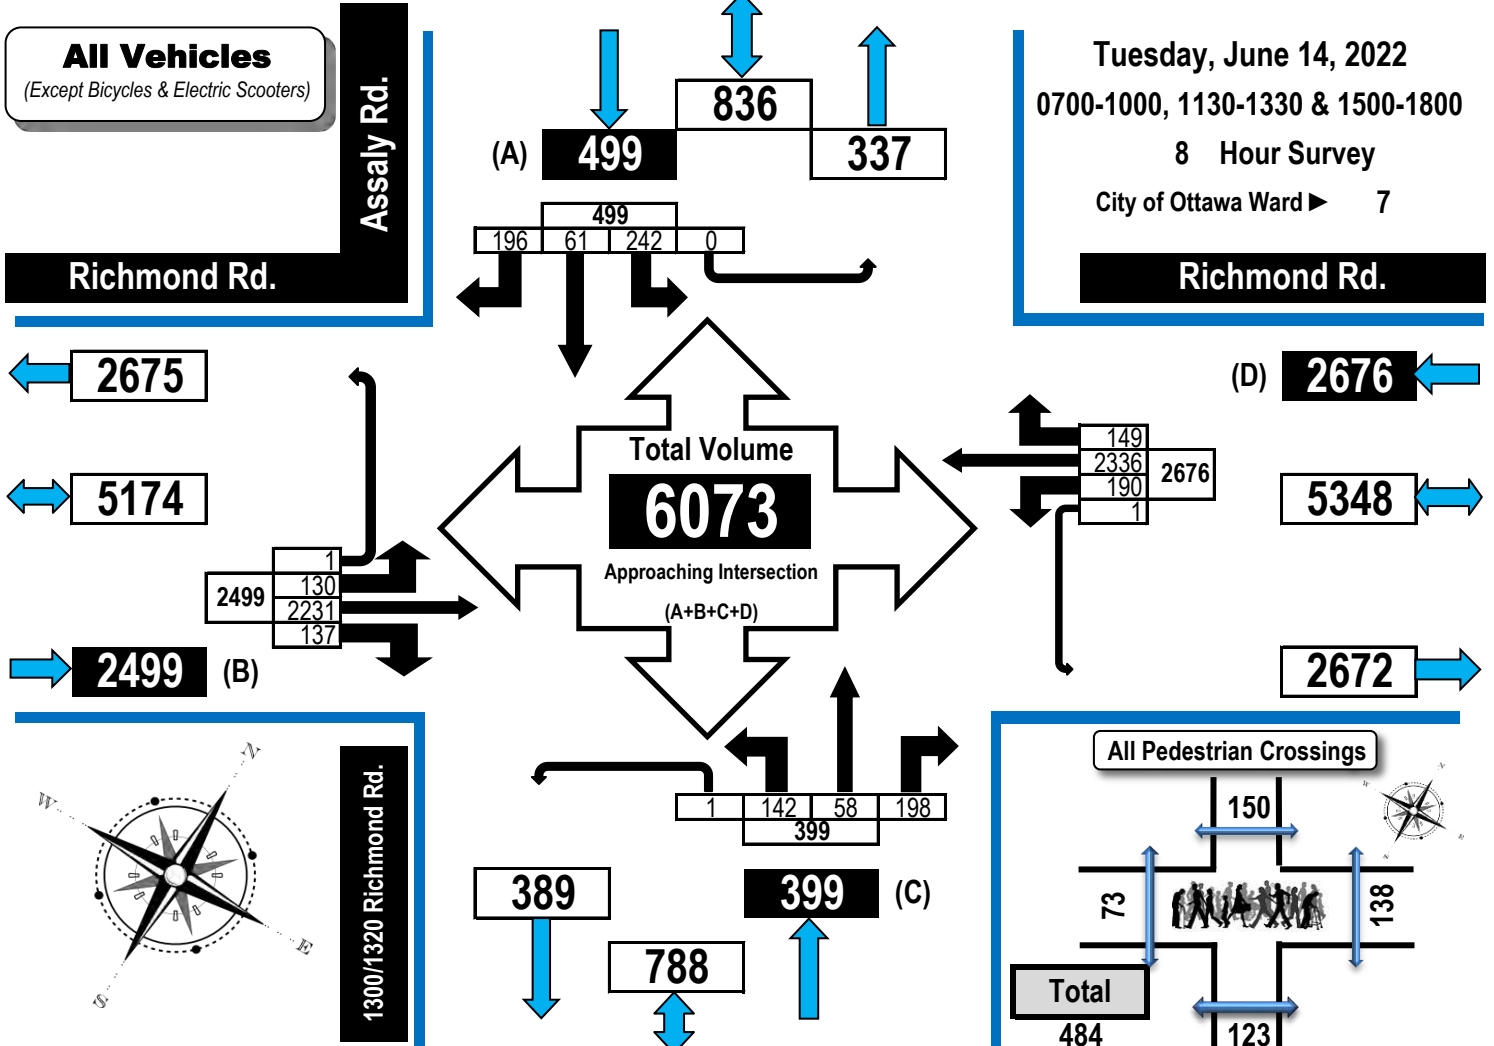 All Vehicles
(Except Bicycles & Electric Scooters)
Assaly Rd.
Richmond Rd.
836
(A) 499 337
499
196 61 242 0
Tuesday, June 14, 2022
0700-1000, 1130-1330 & 1500-1800
8 Hour Survey
City of Ottawa Ward ► 7
Richmond Rd.
2675
5174
1
130
2231
137
2499
2499 (B)
Total Volume
6073
Approaching Intersection
(A+B+C+D)
(D) 2676
149
2336
190
1
2676
5348
2672
1 142 58 198
399
389 399 (C)
788
N
W
E
S
1300/1320 Richmond Rd.
All Pedestrian Crossings
150
N
W
E
S
73
138
Total
484
123